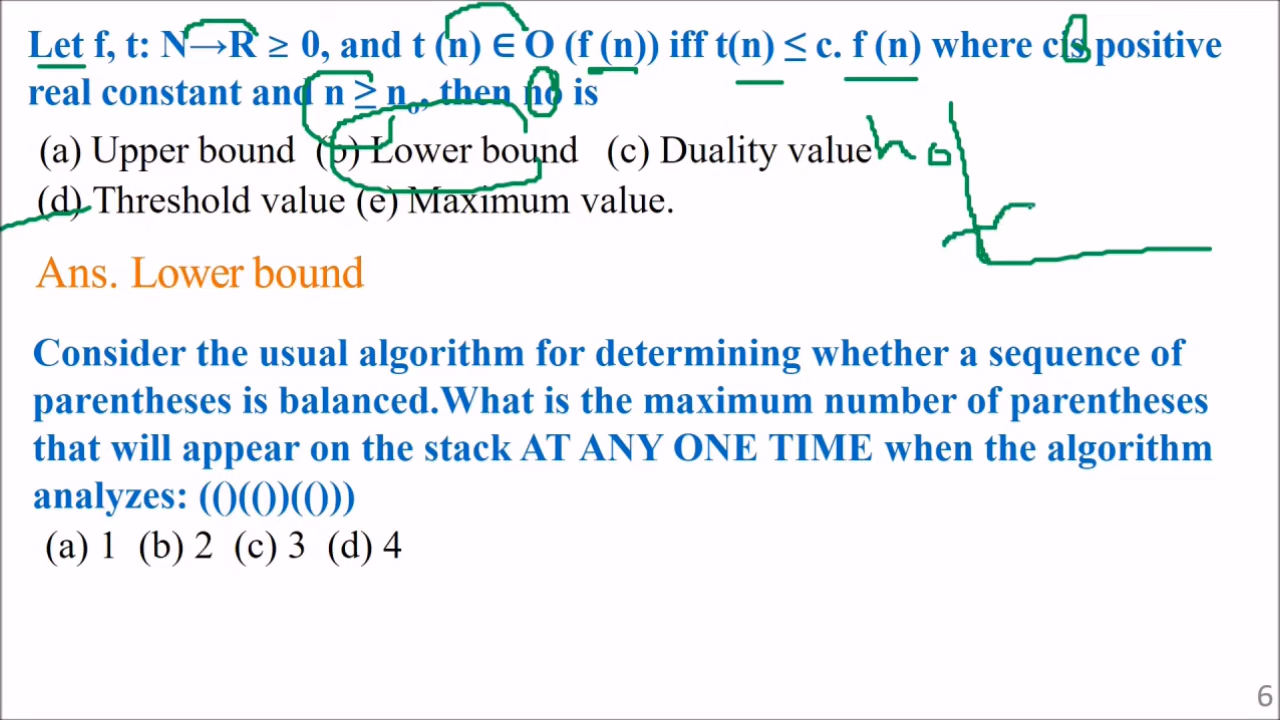 Let f, t: N→R ≥ 0, and t (n) ∈ O (f (n)) iff t(n) ≤ c. f (n) where c is positive
real constant and n ≥ n₀, then no is
(a) Upper bound (b) Lower bound (c) Duality value no
(d) Threshold value (e) Maximum value.
Ans. Lower bound
Consider the usual algorithm for determining whether a sequence of
parentheses is balanced.What is the maximum number of parentheses
that will appear on the stack AT ANY ONE TIME when the algorithm
analyzes: (()(())(()))
(a) 1 (b) 2 (c) 3 (d) 4
6